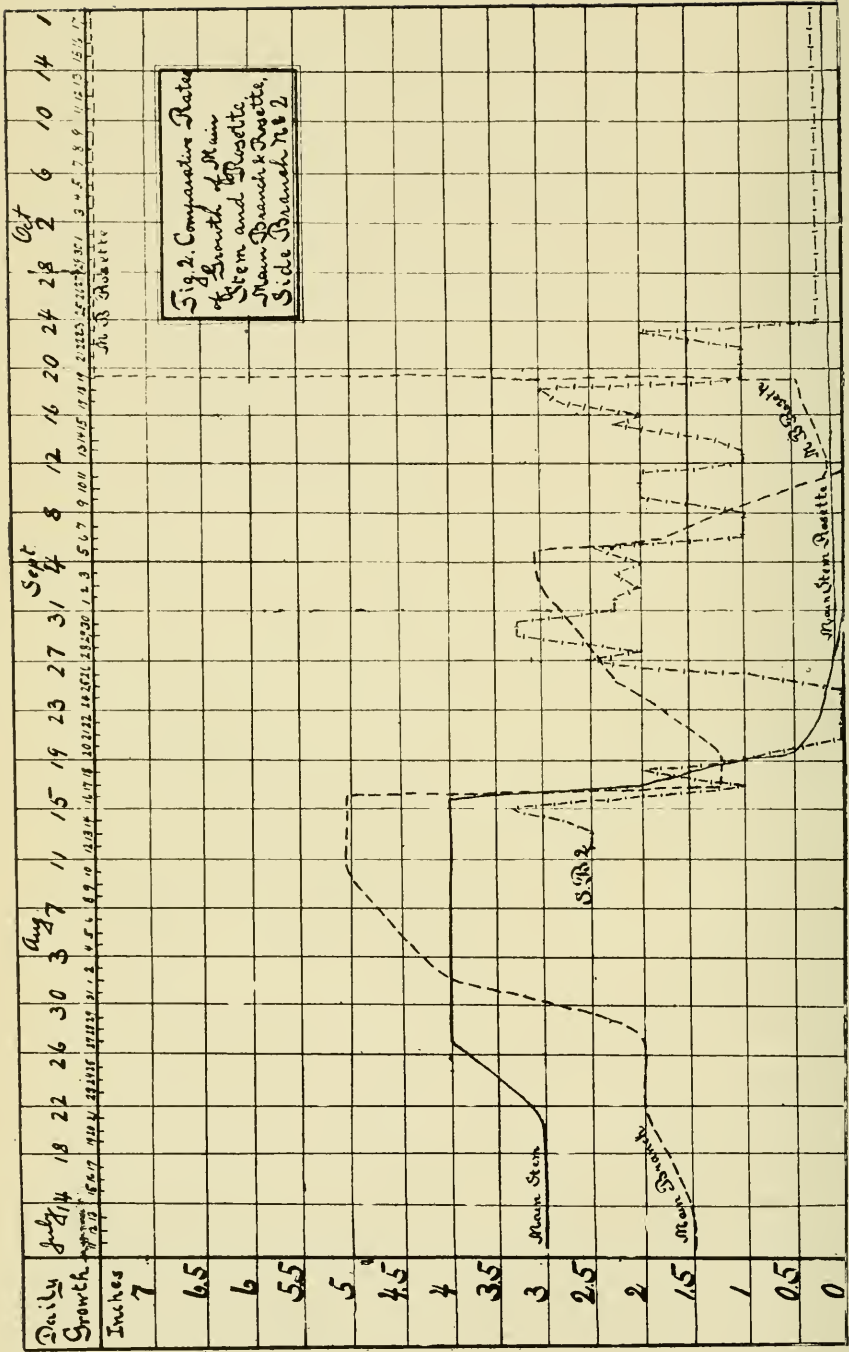 Daily
Growth
Inches
July Aug Sept Oct
14 18 22 26 30 3 7 11 15 19 23 27 31 4 8 12 16 20 24 28 2 6 10 14 1
7
6.5
6
5.5
5
4.5
4
3.5
3
2.5
2
1.5
1
0.5
0
Fig. 2. Comparative Rates
of Growth of Main
Stem and Rosette,
Main Branch & Rosette,
Side Branch No 2
M B Rosette
Main Stem
Main Branch
S.B 2
Main Stem Rosette
M B Rosette